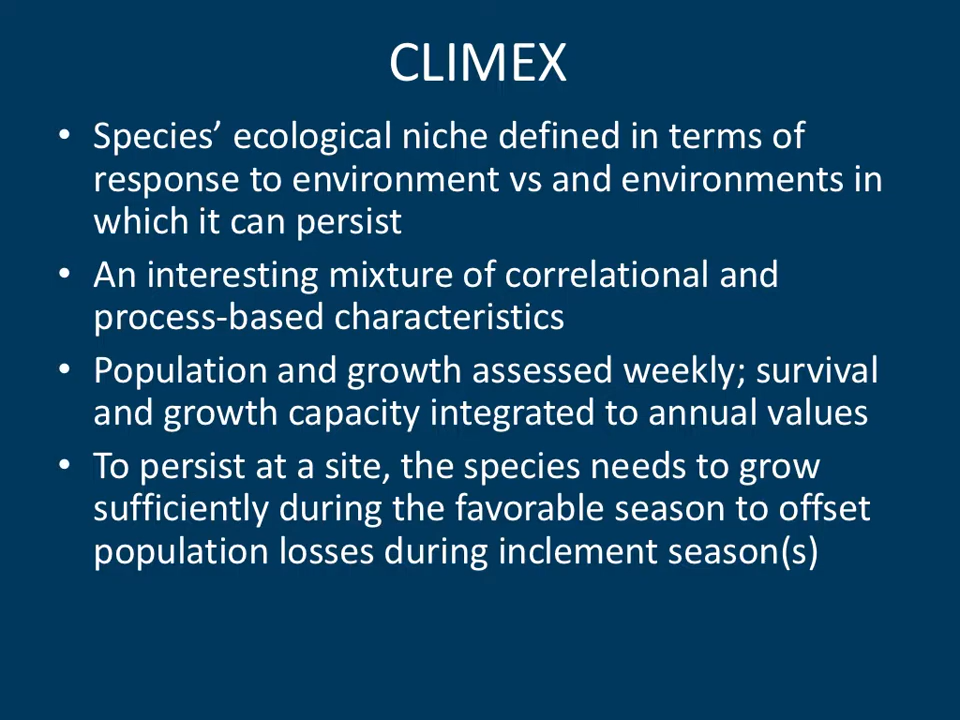 CLIMEX
• Species’ ecological niche defined in terms of
response to environment vs and environments in
which it can persist
• An interesting mixture of correlational and
process-based characteristics
• Population and growth assessed weekly; survival
and growth capacity integrated to annual values
• To persist at a site, the species needs to grow
sufficiently during the favorable season to offset
population losses during inclement season(s)